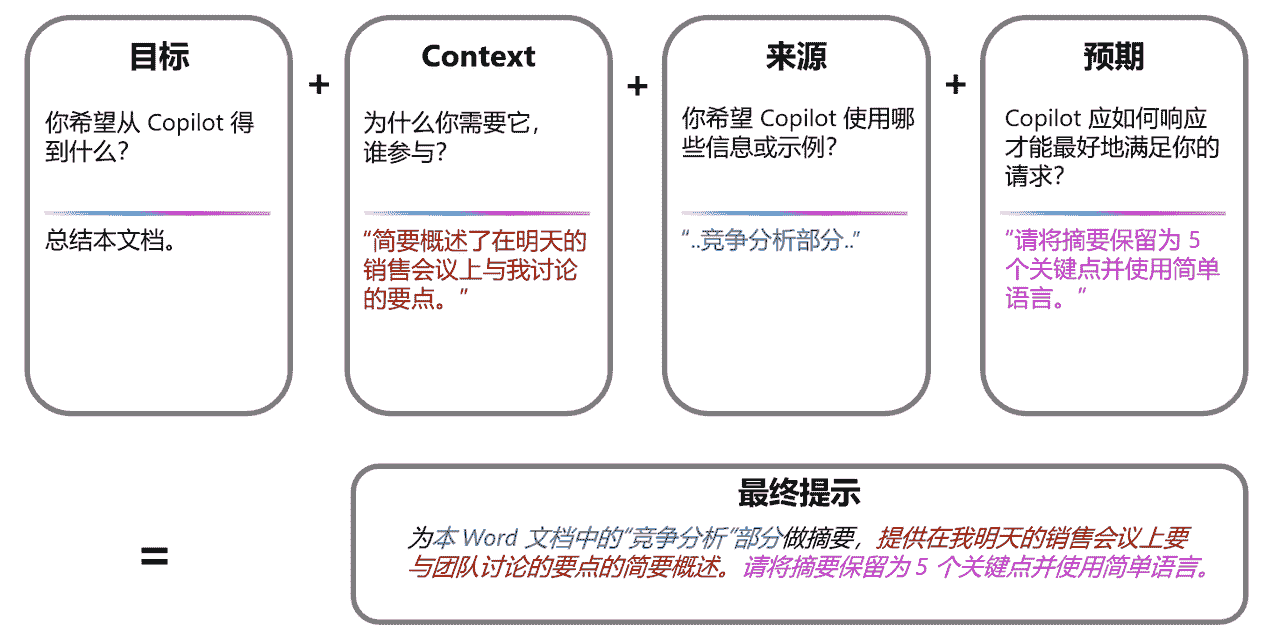 目标
你希望从 Copilot 得
到什么?
总结本文档。
+
Context
为什么你需要它，
谁参与?
“简要概述了在明天的
销售会议上与我讨论
的要点。”
+
来源
你希望 Copilot 使用哪
些信息或示例?
“..竞争分析部分..”
+
预期
Copilot 应如何响应
才能最好地满足你的
请求?
“请将摘要保留为 5
个关键点并使用简单
语言。“
=
最终提示
为本 Word 文档中的“竞争分析“部分做摘要，提供在我明天的销售会议上要
与团队讨论的要点的简要概述。请将摘要保留为 5 个关键点并使用简单语言。